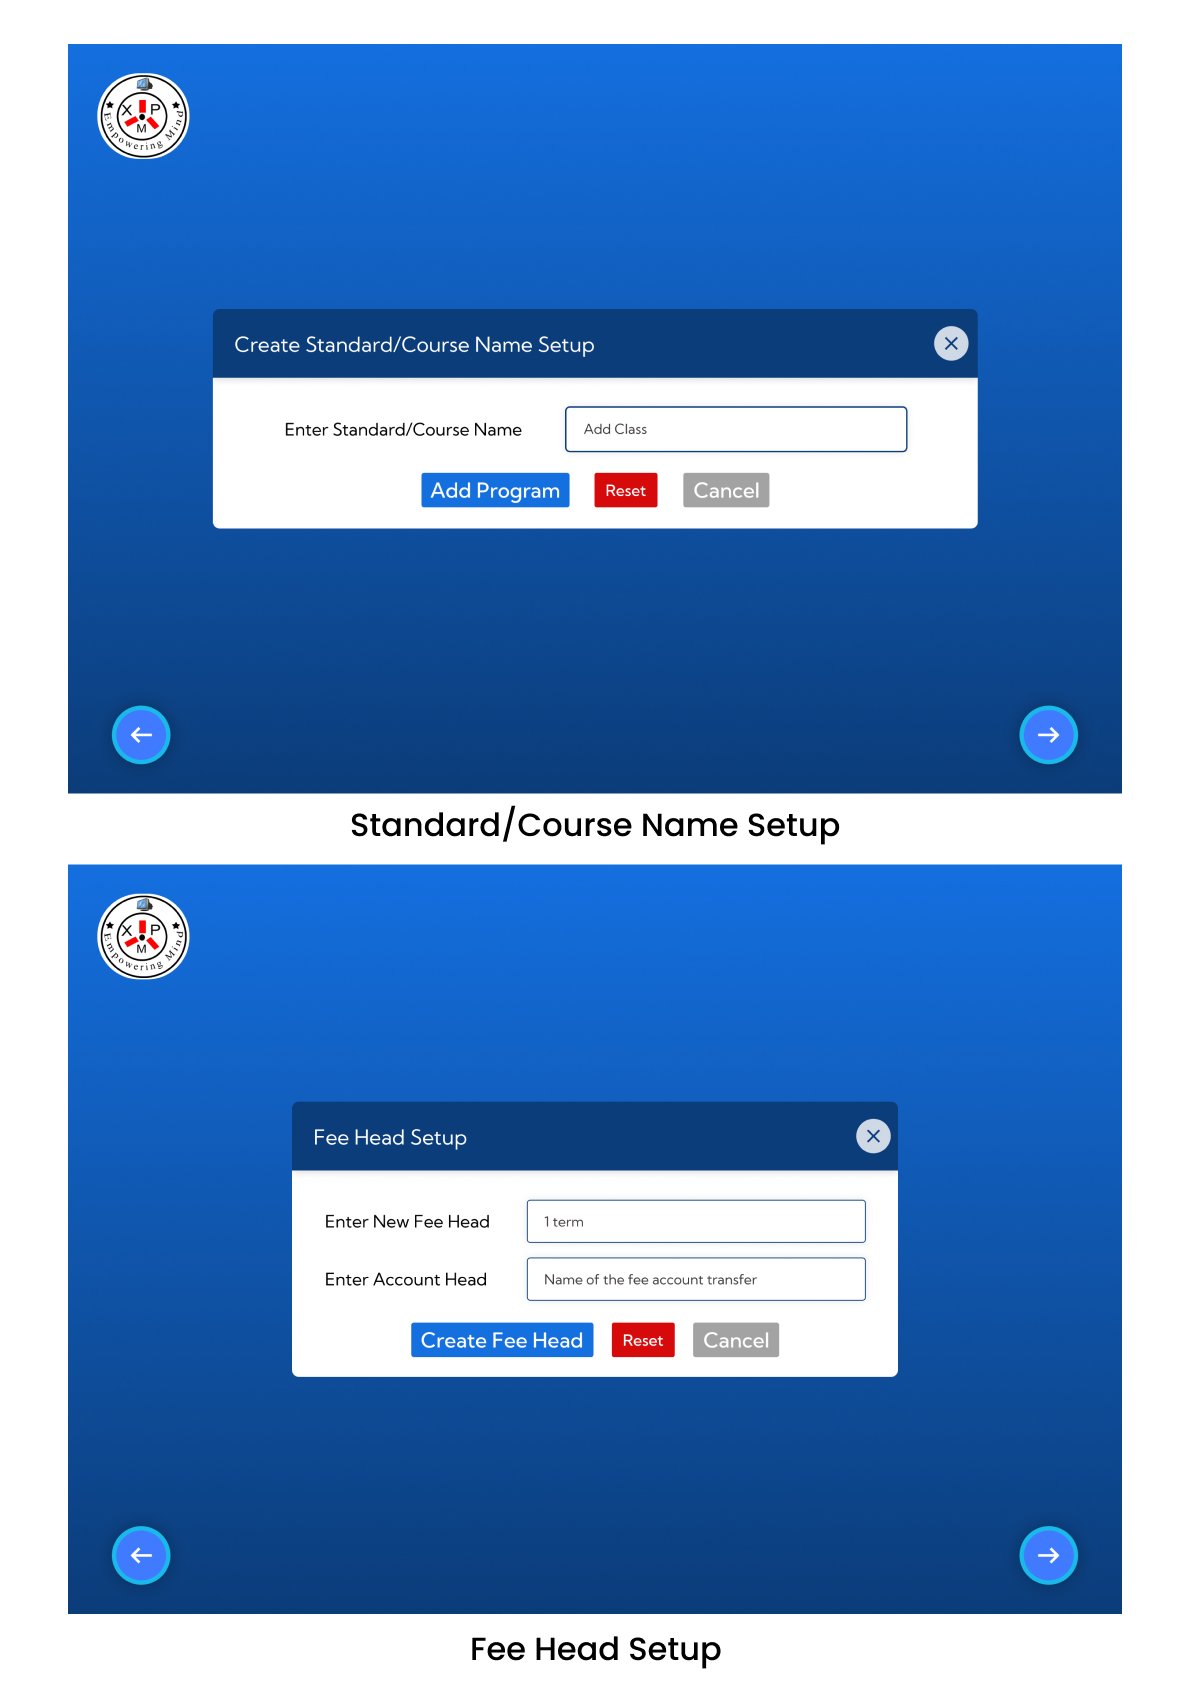 X P
M
Empowering Mind
Create Standard/Course Name Setup
Enter Standard/Course Name
Add Class
Add Program
Reset
Cancel
Standard/Course Name Setup
X P
M
Empowering Mind
Fee Head Setup
Enter New Fee Head
1 term
Enter Account Head
Name of the fee account transfer
Create Fee Head
Reset
Cancel
Fee Head Setup